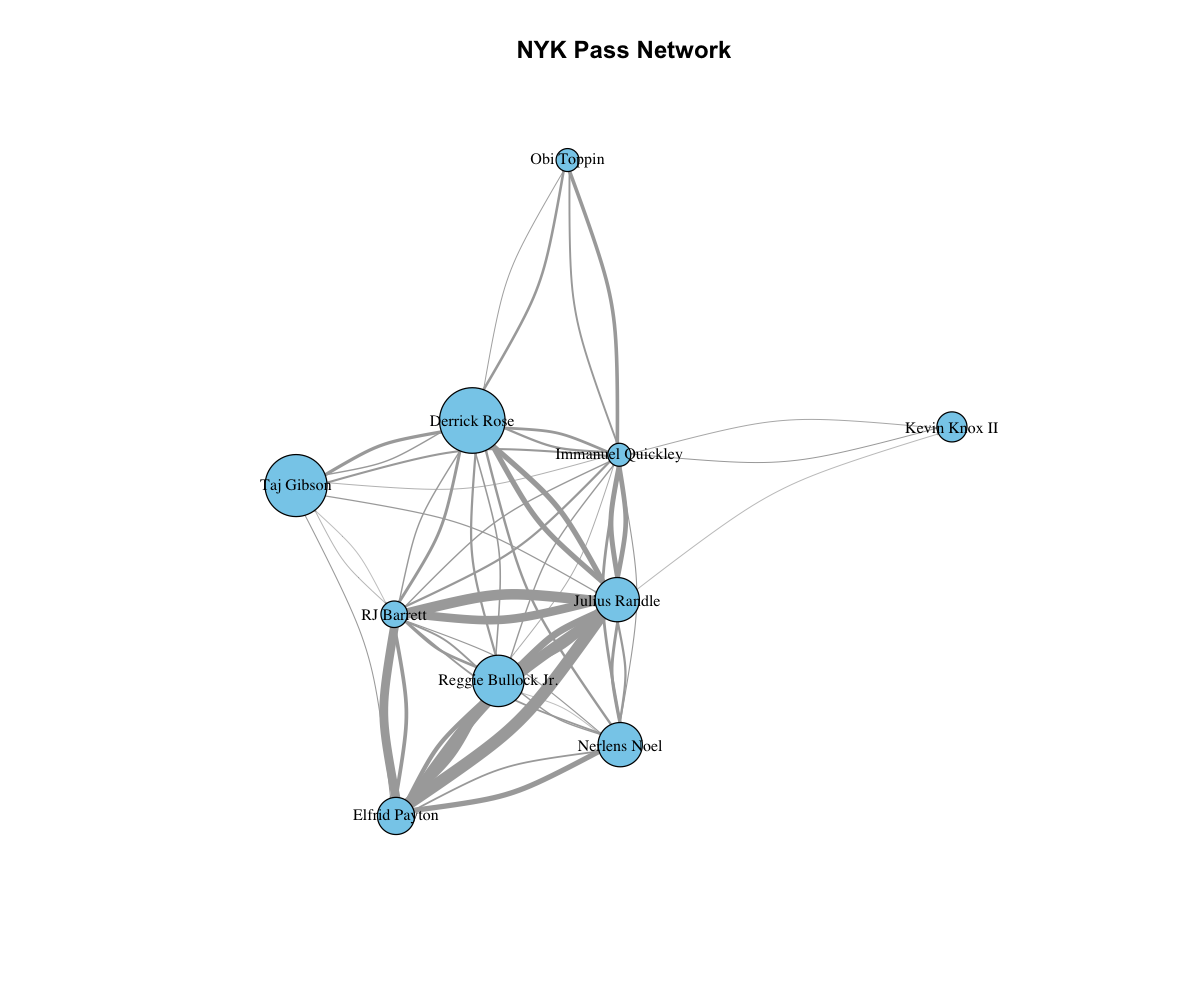 NYK Pass Network
Obi Toppin
Derrick Rose
Kevin Knox II
Immanuel Quickley
Taj Gibson
Julius Randle
RJ Barrett
Reggie Bullock Jr.
Nerlens Noel
Elfrid Payton